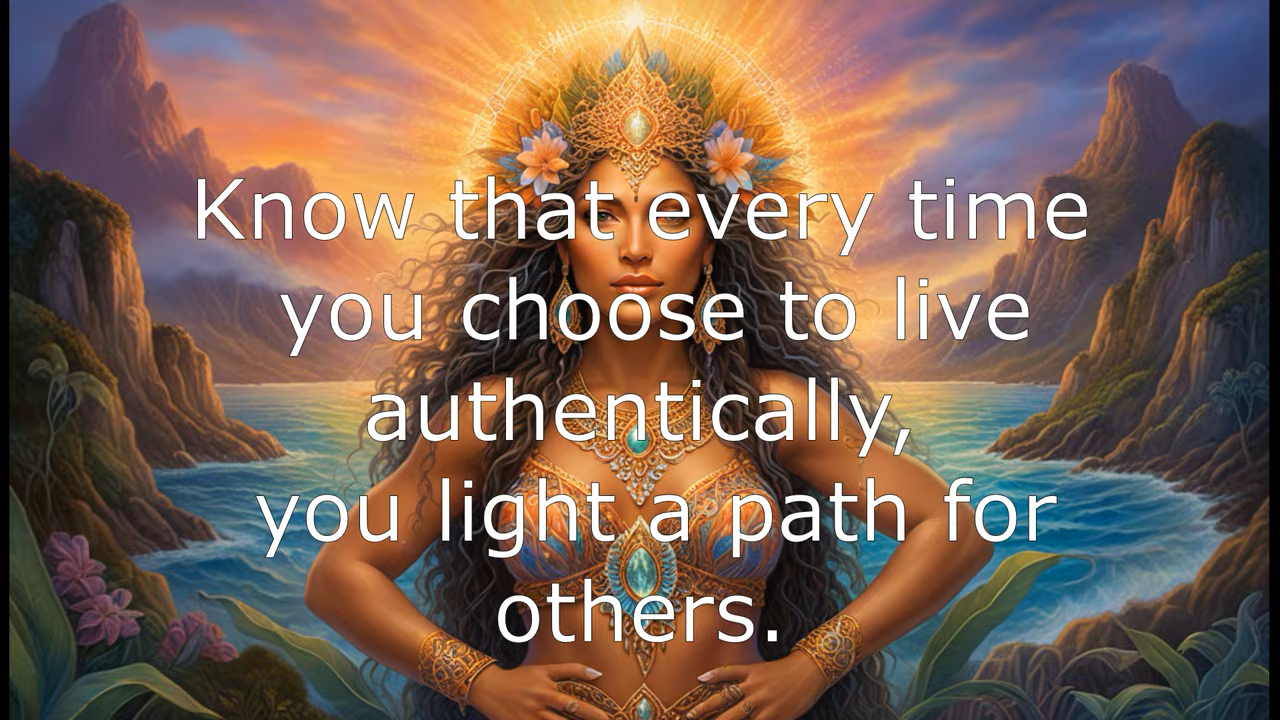 Know that every time
you choose to live
authentically,
you light a path for
others.